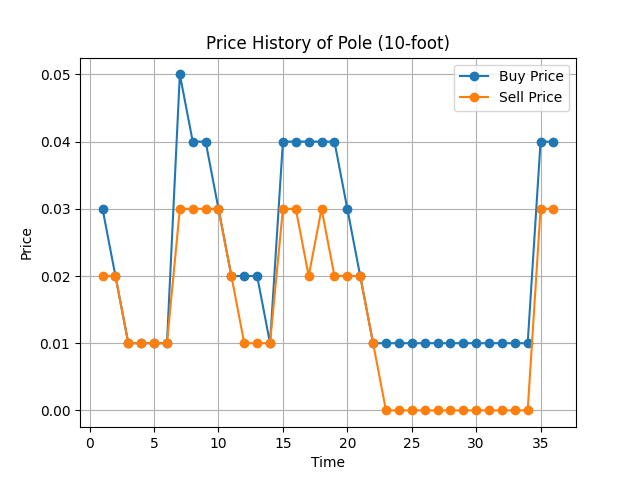 Price History of Pole (10-foot)
Buy Price
Sell Price
0.05
0.04
0.03
0.02
0.01
0.00
Price
0 5 10 15 20 25 30 35
Time